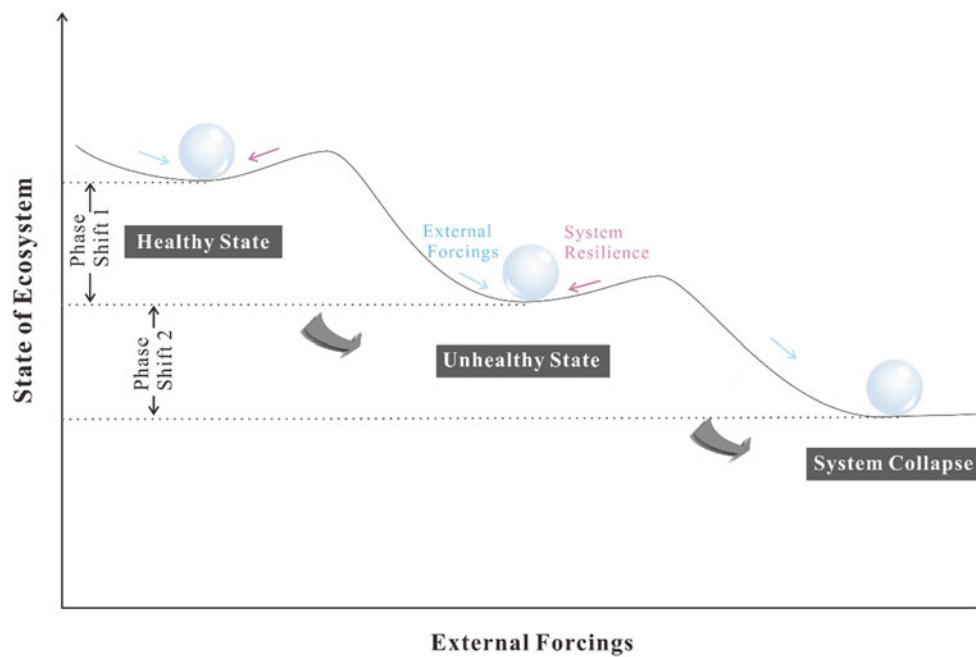 State of Ecosystem
Phase
Shift 1
Healthy State
External
Forcings
System
Resilience
Phase
Shift 2
Unhealthy State
System Collapse
External Forcings